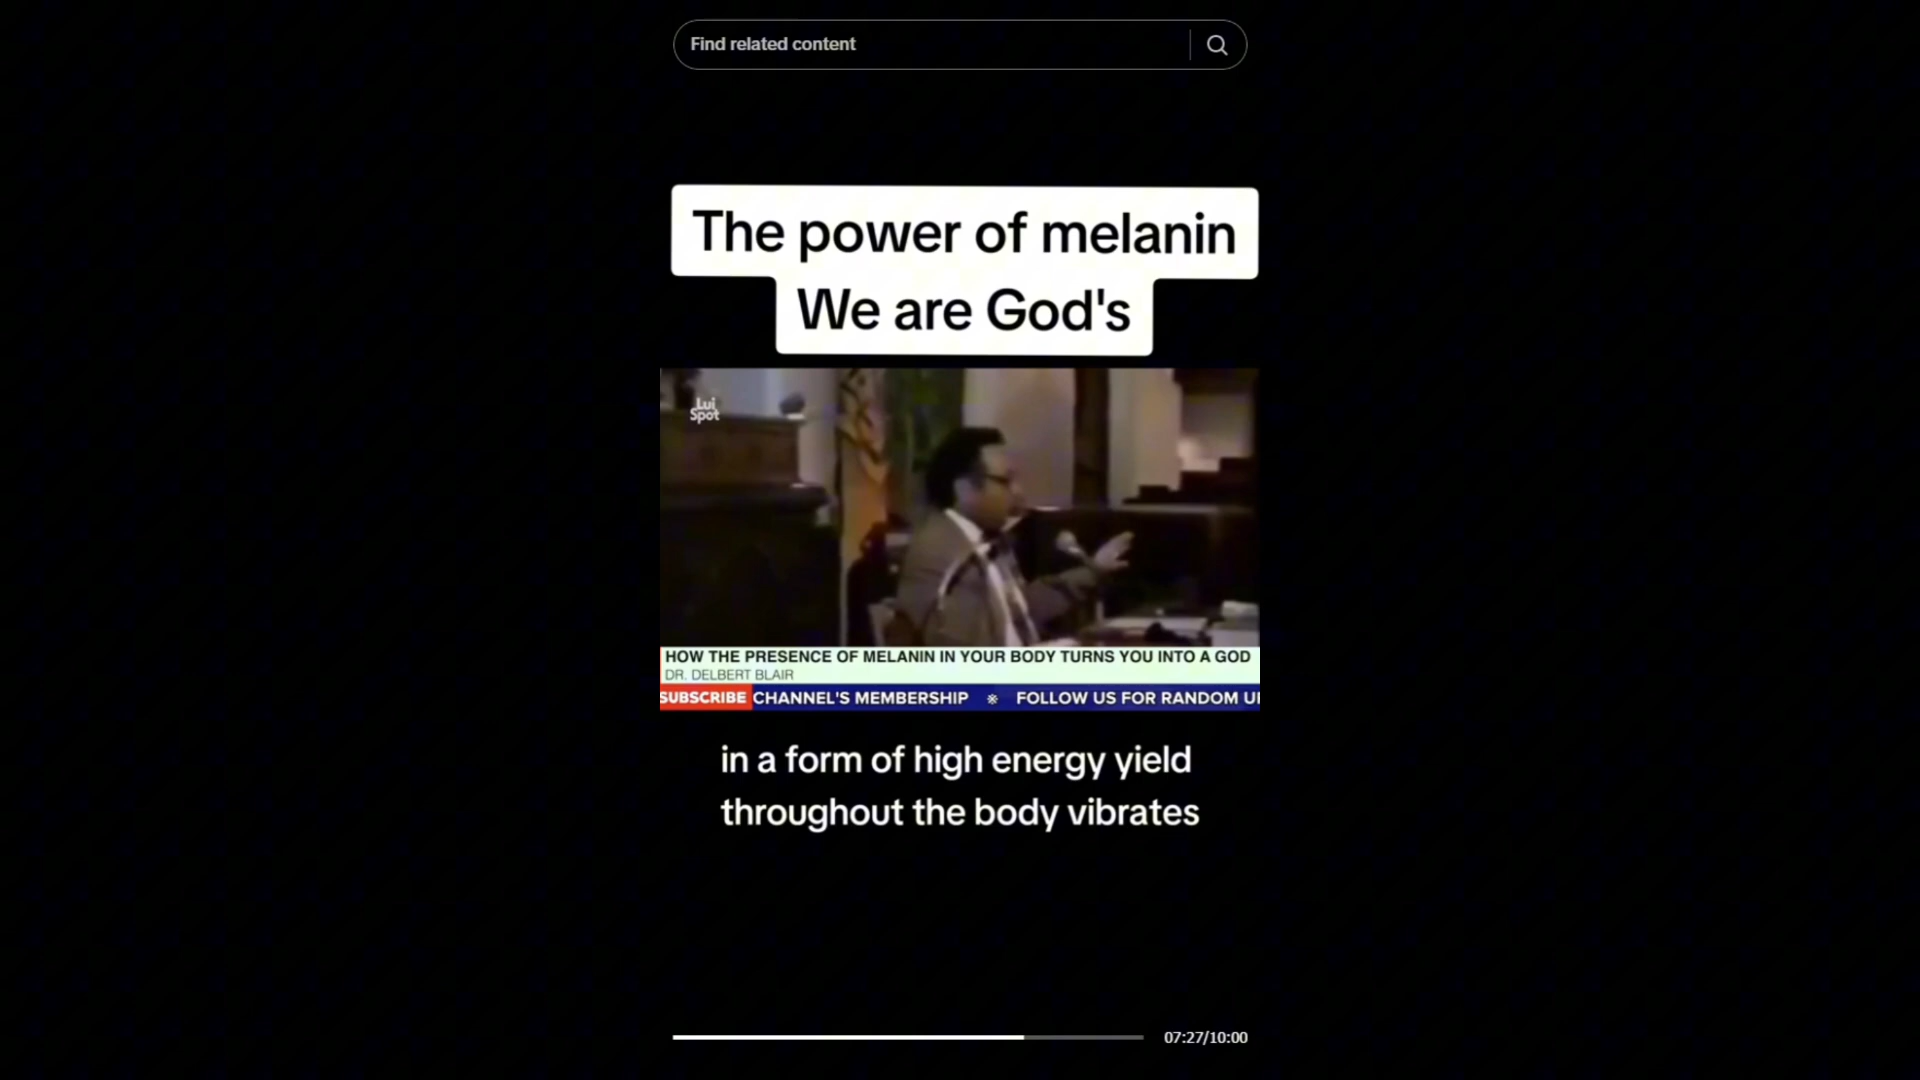 Find related content
The power of melanin
We are God's
Lui
Spot
HOW THE PRESENCE OF MELANIN IN YOUR BODY TURNS YOU INTO A GOD
DR. DELBERT BLAIR
SUBSCRIBE CHANNEL'S MEMBERSHIP ※ FOLLOW US FOR RANDOM
in a form of high energy yield
throughout the body vibrates
07:27/10:00